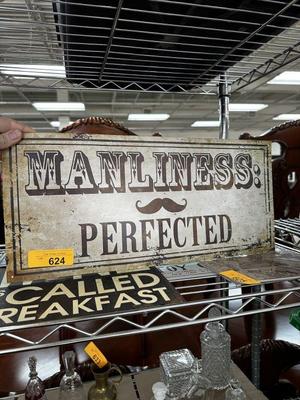 MANLINESS:
PERFECTED
624
CALLED
REAKFAST